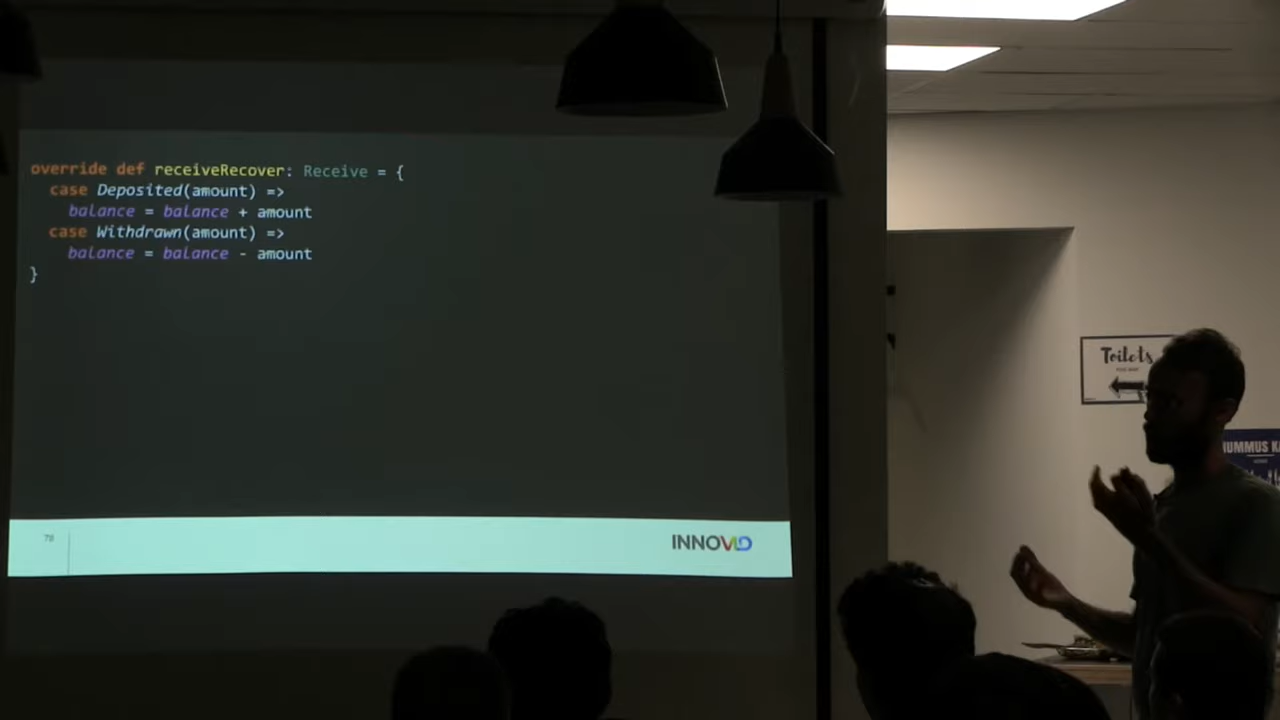 override def receiveRecover: Receive = {
  case Deposited(amount) =>
    balance = balance + amount
  case Withdrawn(amount) =>
    balance = balance - amount
}
78
INNOVID
Toilets
HUMMUS